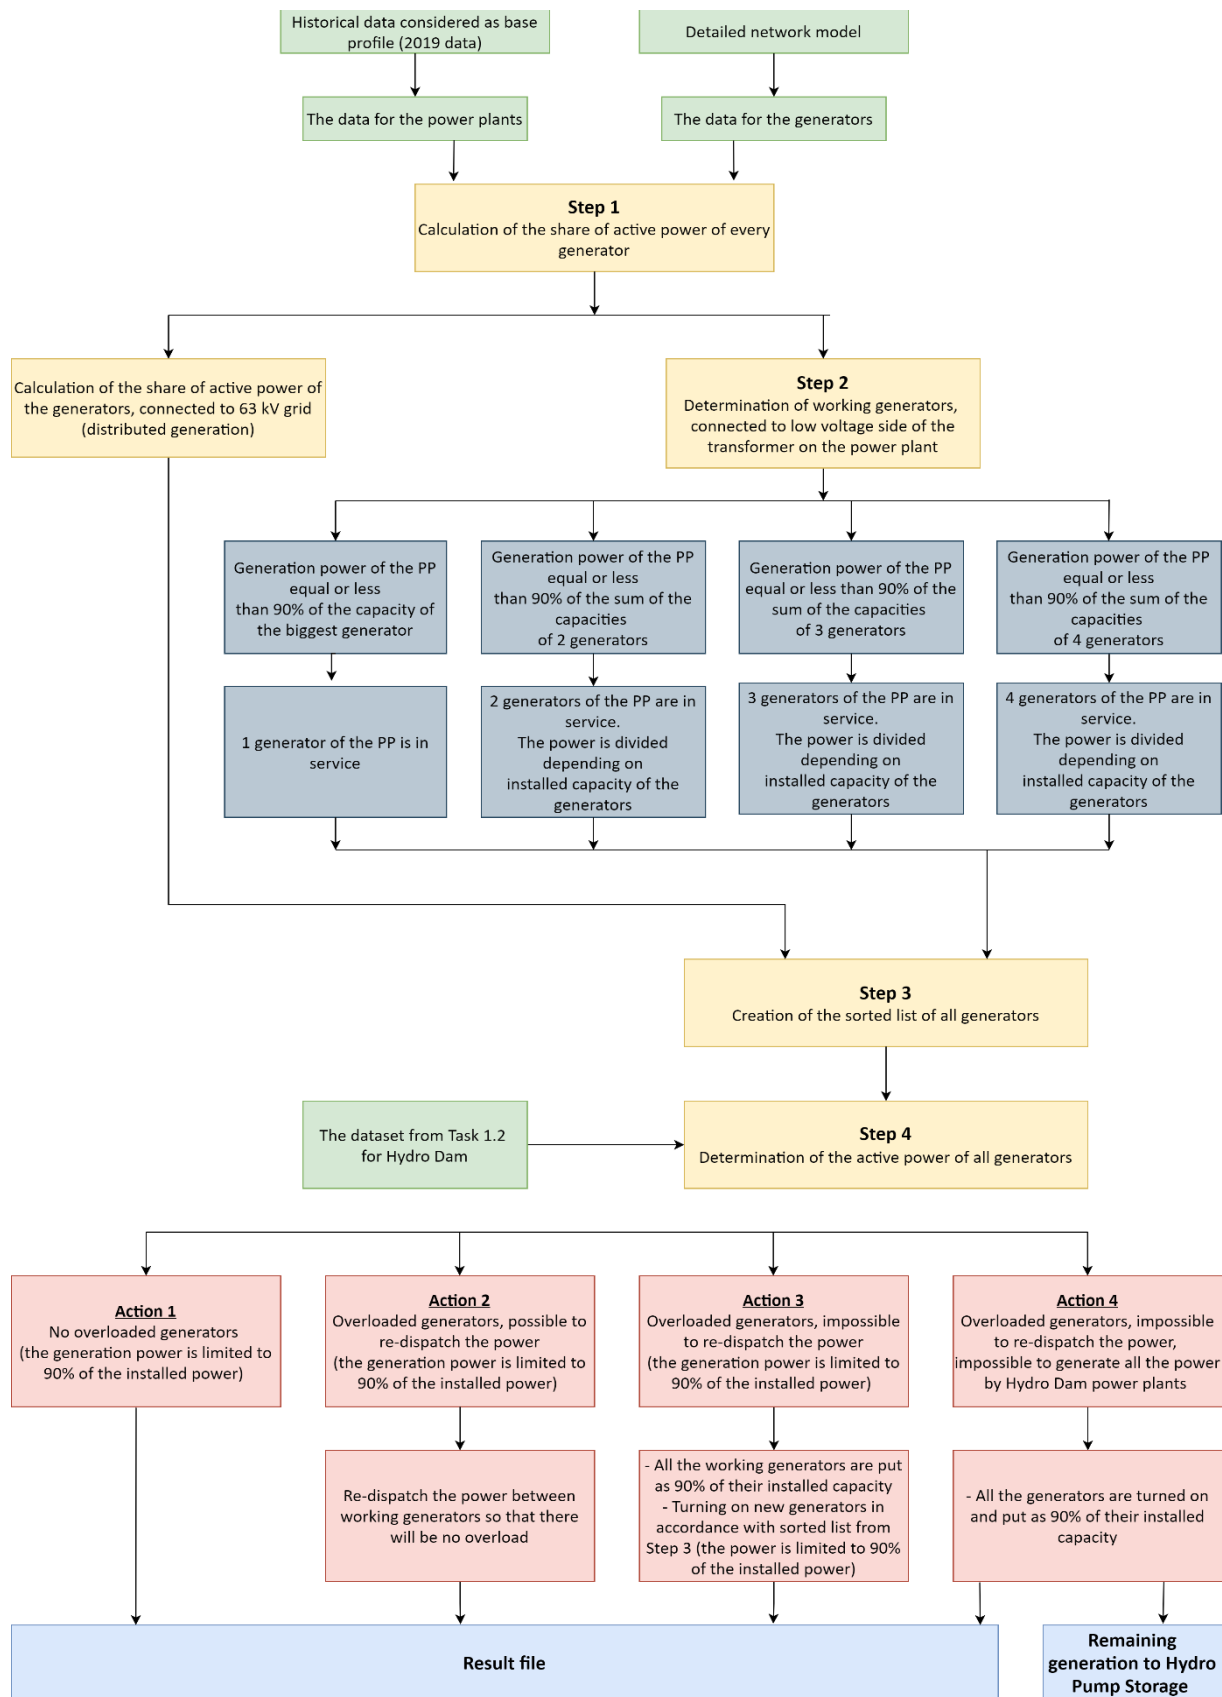 Historical data considered as base
profile (2019 data)
Detailed network model
The data for the power plants
The data for the generators
Step 1
Calculation of the share of active power of every
generator
Calculation of the share of active power of
the generators, connected to 63 kV grid
(distributed generation)
Step 2
Determination of working generators,
connected to low voltage side of the
transformer on the power plant
Generation power of the PP
equal or less
than 90% of the capacity of
the biggest generator
Generation power of the PP
equal or less
than 90% of the sum of the
capacities
of 2 generators
Generation power of the PP
equal or less than 90% of the
sum of the capacities
of 3 generators
Generation power of the PP
equal or less
than 90% of the sum of the
capacities
of 4 generators
1 generator of the PP is in
service
2 generators of the PP are in
service.
The power is divided
depending on
installed capacity of the
generators
3 generators of the PP are in
service.
The power is divided
depending on
installed capacity of the
generators
4 generators of the PP are in
service.
The power is divided
depending on
installed capacity of the
generators
Step 3
Creation of the sorted list of all generators
The dataset from Task 1.2
for Hydro Dam
Step 4
Determination of the active power of all generators
Action 1
No overloaded generators
(the generation power is limited to
90% of the installed power)
Action 2
Overloaded generators, possible to
re-dispatch the power
(the generation power is limited to
90% of the installed power)
Action 3
Overloaded generators, impossible
to re-dispatch the power
(the generation power is limited to
90% of the installed power)
Action 4
Overloaded generators, impossible
to re-dispatch the power,
impossible to generate all the power
by Hydro Dam power plants
Re-dispatch the power between
working generators so that there
will be no overload
- All the working generators are put
as 90% of their installed capacity
- Turning on new generators in
accordance with sorted list from
Step 3 (the power is limited to 90%
of the installed power)
- All the generators are turned on
and put as 90% of their installed
capacity
Result file
Remaining
generation to Hydro
Pump Storage